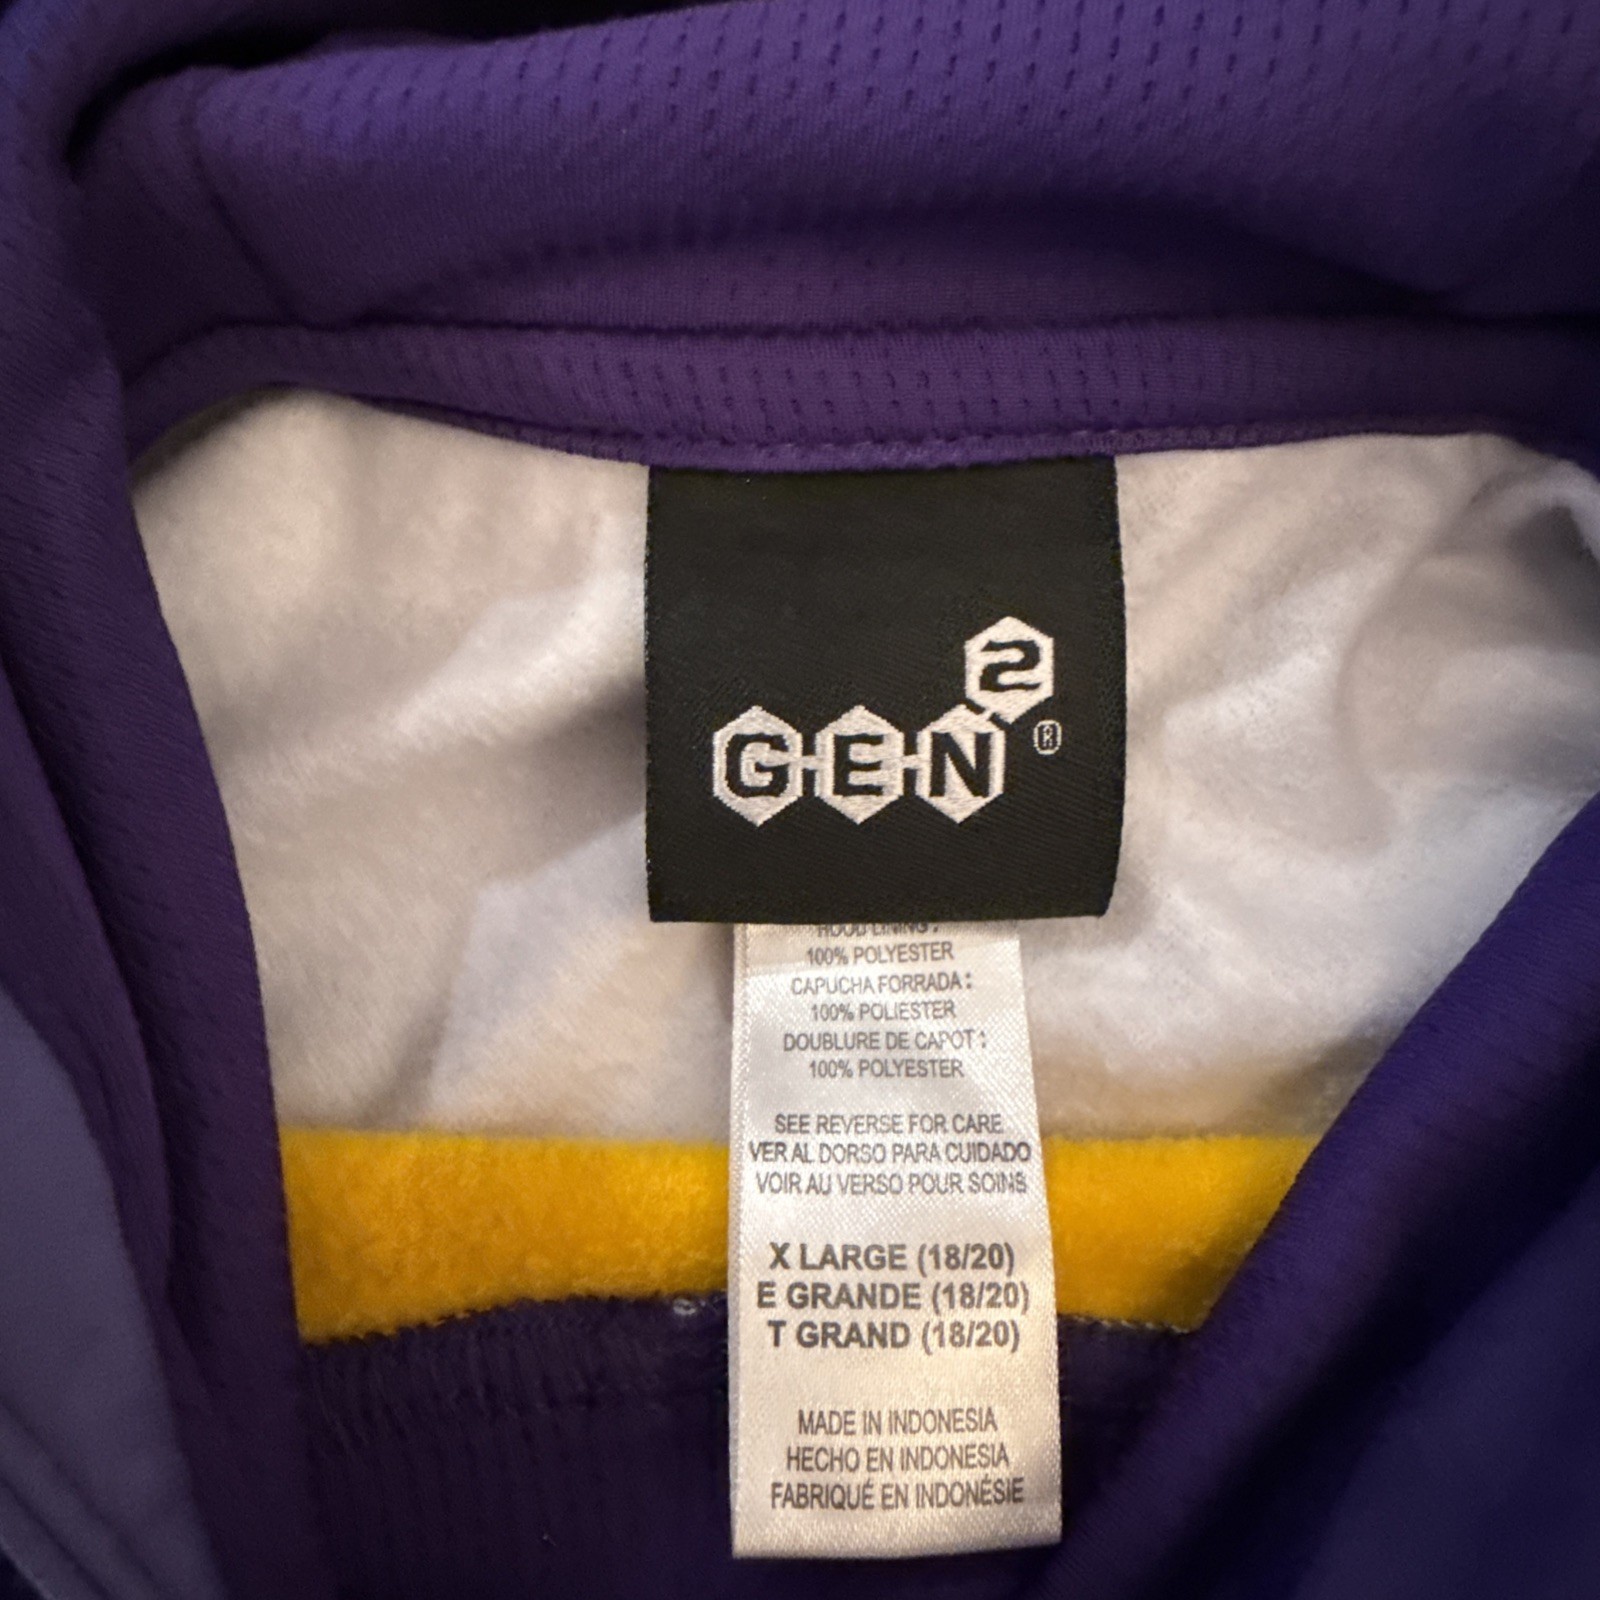 GEN2®
HOOD LINING:
100% POLYESTER
CAPUCHA FORRADA:
100% POLIESTER
DOUBLURE DE CAPOT:
100% POLYESTER
SEE REVERSE FOR CARE
VER AL DORSO PARA CUIDADO
VOIR AU VERSO POUR SOINS
X LARGE (18/20)
E GRANDE (18/20)
T GRAND (18/20)
MADE IN INDONESIA
HECHO EN INDONESIA
FABRIQUÉ EN INDONÉSIE